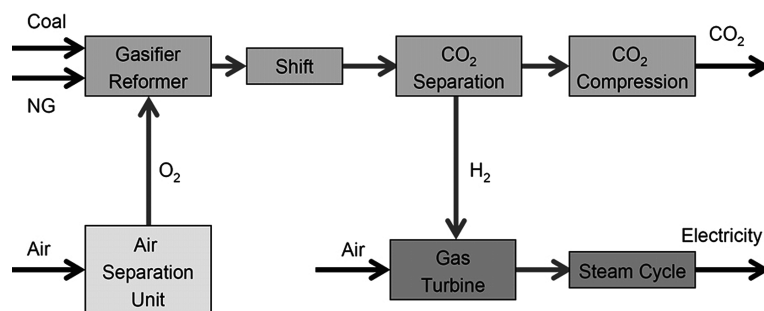 Coal
NG
Gasifier
Reformer
Shift
CO₂
Separation
CO₂
Compression
CO₂
O₂
H₂
Air
Air
Separation
Unit
Air
Gas
Turbine
Steam Cycle
Electricity